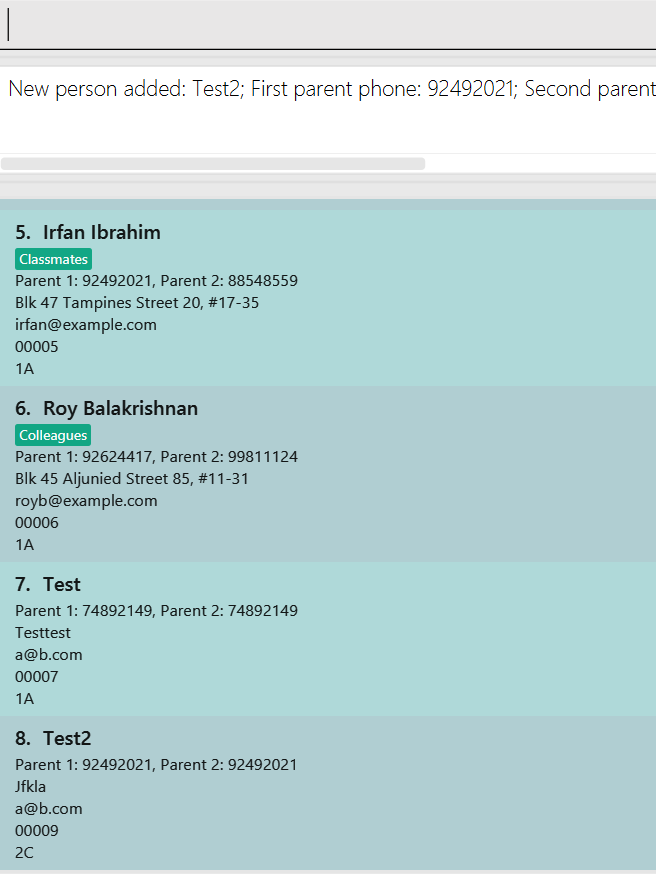 New person added: Test2; First parent phone: 92492021; Second parent
5. Irfan Ibrahim
Classmates
Parent 1: 92492021, Parent 2: 88548559
Blk 47 Tampines Street 20, #17-35
irfan@example.com
00005
1A
6. Roy Balakrishnan
Colleagues
Parent 1: 92624417, Parent 2: 99811124
Blk 45 Aljunied Street 85, #11-31
royb@example.com
00006
1A
7. Test
Parent 1: 74892149, Parent 2: 74892149
Testtest
a@b.com
00007
1A
8. Test2
Parent 1: 92492021, Parent 2: 92492021
Jfkla
a@b.com
00009
2C